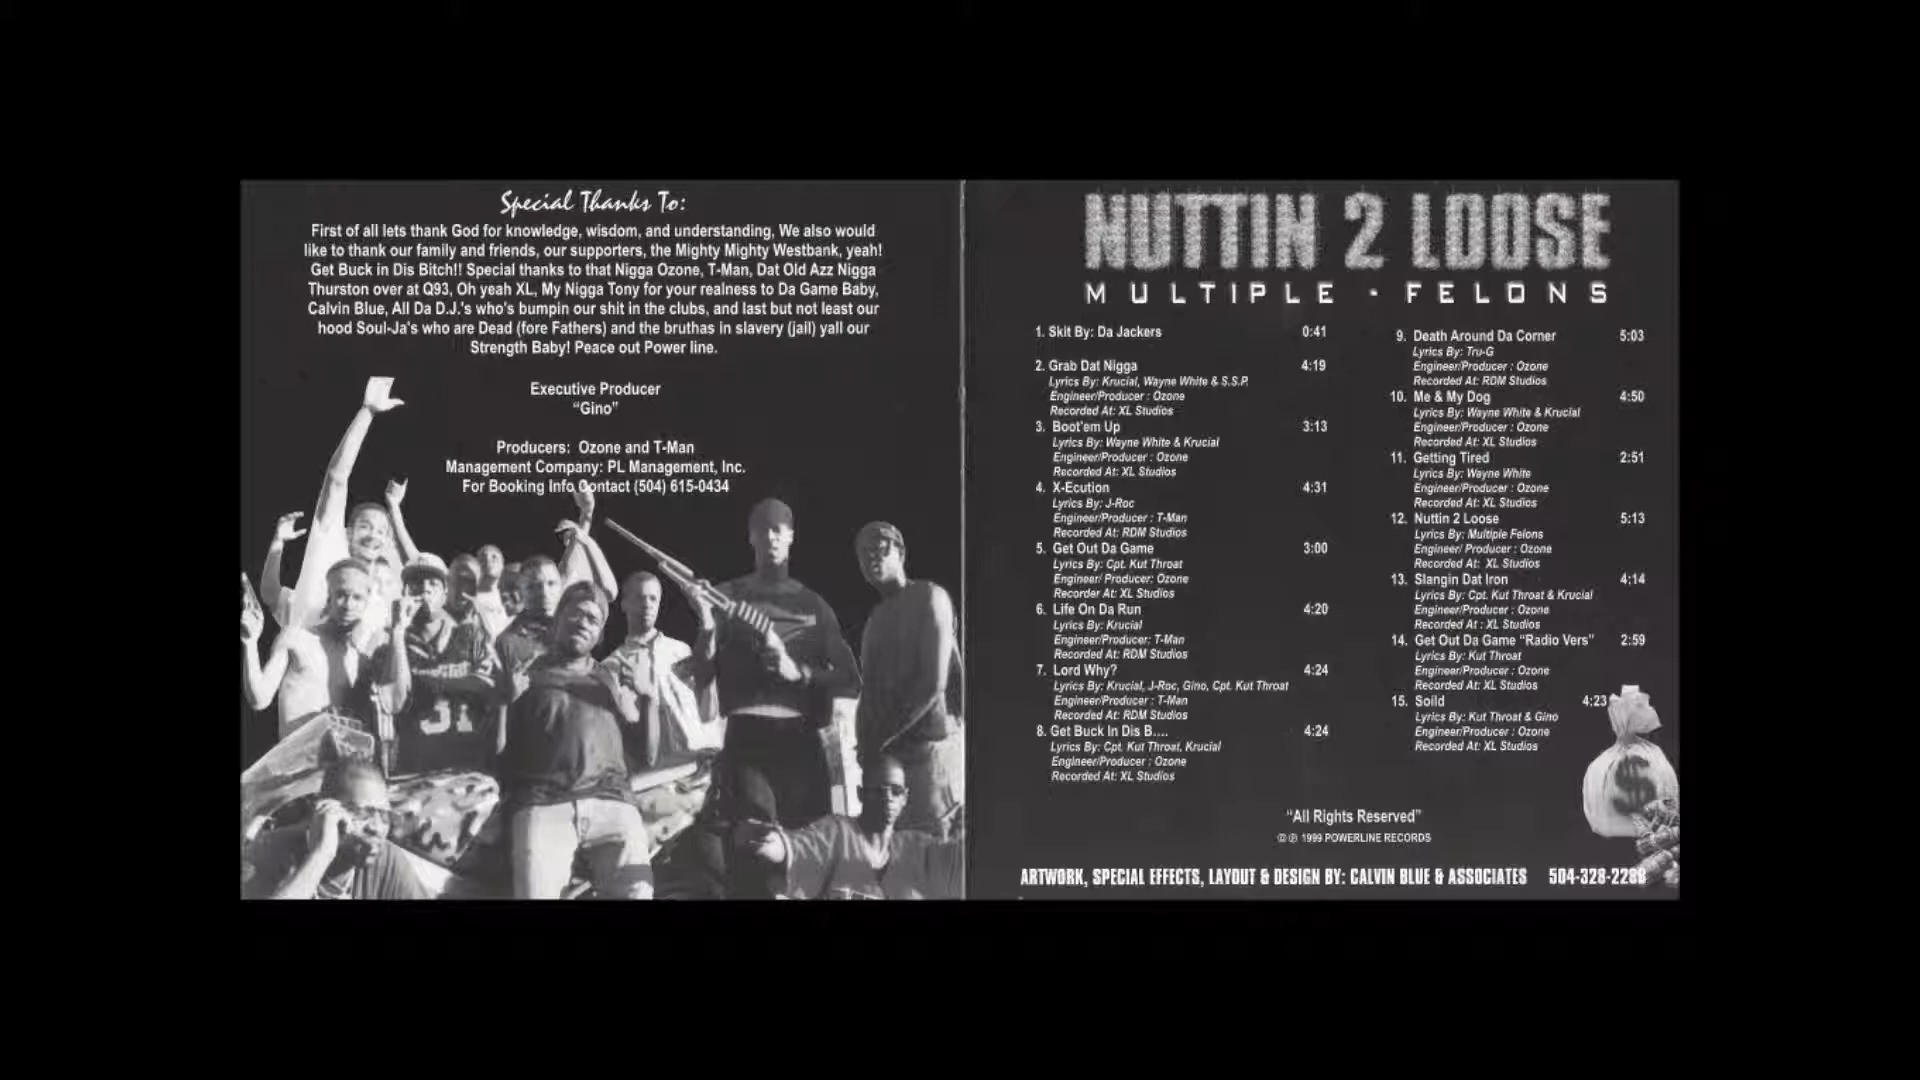 Special Thanks To:
First of all lets thank God for knowledge, wisdom, and understanding, We also would
like to thank our family and friends, our supporters, the Mighty Mighty Westbank, yeah!
Get Buck in Dis Bitch!! Special thanks to that Nigga Ozone, T-Man, Dat Old Azz Nigga
Thurston over at Q93, Oh yeah XL, My Nigga Tony for your realness to Da Game Baby,
Calvin Blue, All Da D.J.'s who's bumpin our shit in the clubs, and last but not least our
hood Soul-Ja's who are Dead (fore Fathers) and the bruthas in slavery (jail) yall our
Strength Baby! Peace out Power line.
Executive Producer
“Gino”
Producers: Ozone and T-Man
Management Company: PL Management, Inc.
For Booking Info Contact (504) 615-0434
31
NUTTIN 2 LOOSE
MULTIPLE - FELONS
1. Skit By: Da Jackers 0:41
2. Grab Dat Nigga 4:19
Lyrics By: Krucial, Wayne White & S.S.P.
Engineer/Producer : Ozone
Recorded At: XL Studios
3. Boot'em Up 3:13
Lyrics By: Wayne White & Krucial
Engineer/Producer : Ozone
Recorded At: XL Studios
4. X-Ecution 4:31
Lyrics By: J-Roc
Engineer/Producer : T-Man
Recorded At: RDM Studios
5. Get Out Da Game 3:00
Lyrics By: Cpt. Kut Throat
Engineer/ Producer: Ozone
Recorder At: XL Studios
6. Life On Da Run 4:20
Lyrics By: Krucial
Engineer/Producer: T-Man
Recorded At: RDM Studios
7. Lord Why? 4:24
Lyrics By: Krucial, J-Roc, Gino, Cpt. Kut Throat
Engineer/Producer : T-Man
Recorded At: RDM Studios
8. Get Buck In Dis B.... 4:24
Lyrics By: Cpt. Kut Throat, Krucial
Engineer/Producer : Ozone
Recorded At: XL Studios
9. Death Around Da Corner 5:03
Lyrics By: Tru-G
Engineer/Producer : Ozone
Recorded At: RDM Studios
10. Me & My Dog 4:50
Lyrics By: Wayne White & Krucial
Engineer/Producer : Ozone
Recorded At: XL Studios
11. Getting Tired 2:51
Lyrics By: Wayne White
Engineer/Producer : Ozone
Recorded At: XL Studios
12. Nuttin 2 Loose 5:13
Lyrics By: Multiple Felons
Engineer/ Producer : Ozone
Recorded At: XL Studios
13. Slangin Dat Iron 4:14
Lyrics By: Cpt. Kut Throat & Krucial
Engineer/Producer : Ozone
Recorded At : XL Studios
14. Get Out Da Game “Radio Vers” 2:59
Lyrics By: Kut Throat
Engineer/Producer : Ozone
Recorded At: XL Studios
15. Soild 4:23
Lyrics By: Kut Throat & Gino
Engineer/Producer : Ozone
Recorded At: XL Studios
$
“All Rights Reserved”
© ℗ 1999 POWERLINE RECORDS
ARTWORK, SPECIAL EFFECTS, LAYOUT & DESIGN BY: CALVIN BLUE & ASSOCIATES